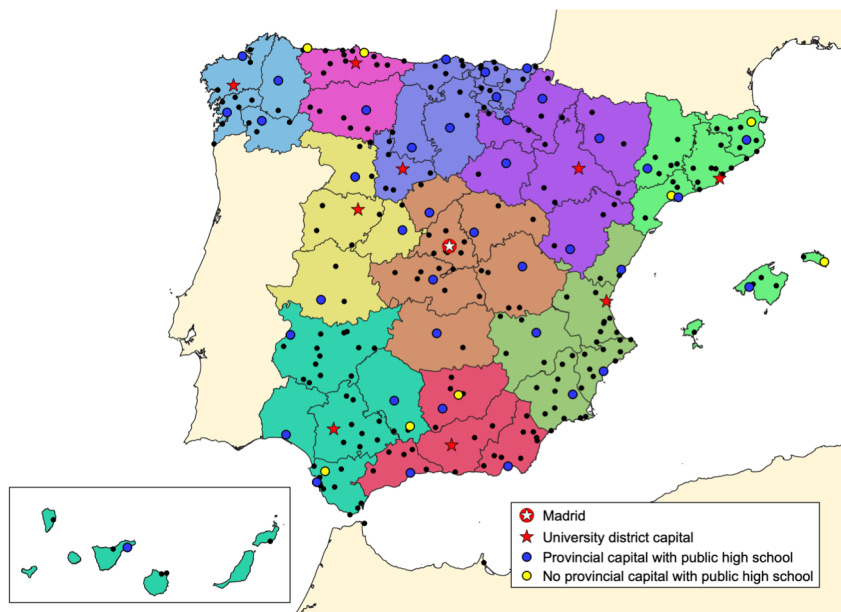 Madrid
University district capital
Provincial capital with public high school
No provincial capital with public high school